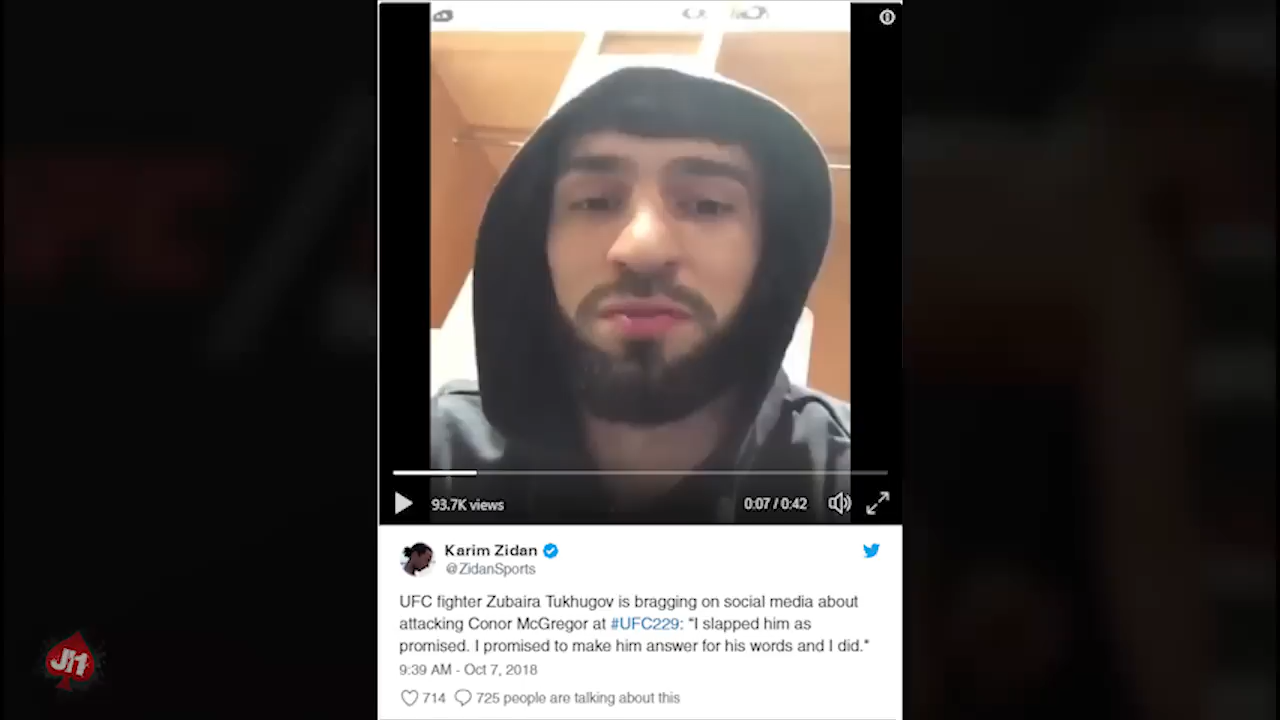 93.7K views
0:07 / 0:42
Karim Zidan
@ZidanSports
UFC fighter Zubaira Tukhugov is bragging on social media about
attacking Conor McGregor at #UFC229: “I slapped him as
promised. I promised to make him answer for his words and I did."
9:39 AM - Oct 7, 2018
714 725 people are talking about this
J1